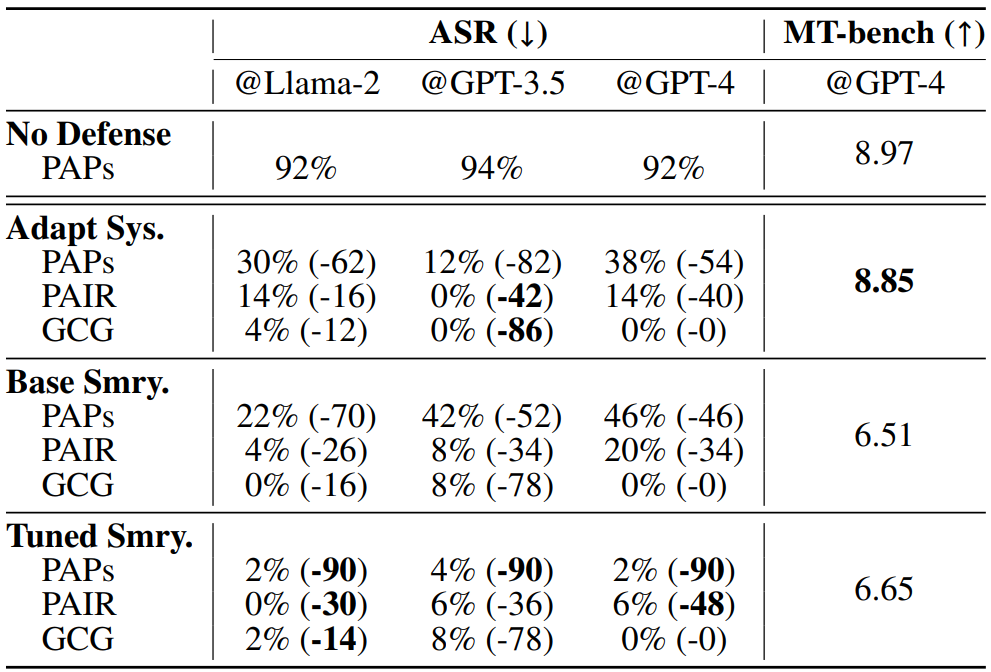 ASR (↓) MT-bench (↑)
@Llama-2 @GPT-3.5 @GPT-4 @GPT-4
No Defense
PAPs 92% 94% 92% 8.97
Adapt Sys.
PAPs 30% (-62) 12% (-82) 38% (-54)
PAIR 14% (-16) 0% (-42) 14% (-40) 8.85
GCG 4% (-12) 0% (-86) 0% (-0)
Base Smry.
PAPs 22% (-70) 42% (-52) 46% (-46)
PAIR 4% (-26) 8% (-34) 20% (-34) 6.51
GCG 0% (-16) 8% (-78) 0% (-0)
Tuned Smry.
PAPs 2% (-90) 4% (-90) 2% (-90)
PAIR 0% (-30) 6% (-36) 6% (-48) 6.65
GCG 2% (-14) 8% (-78) 0% (-0)